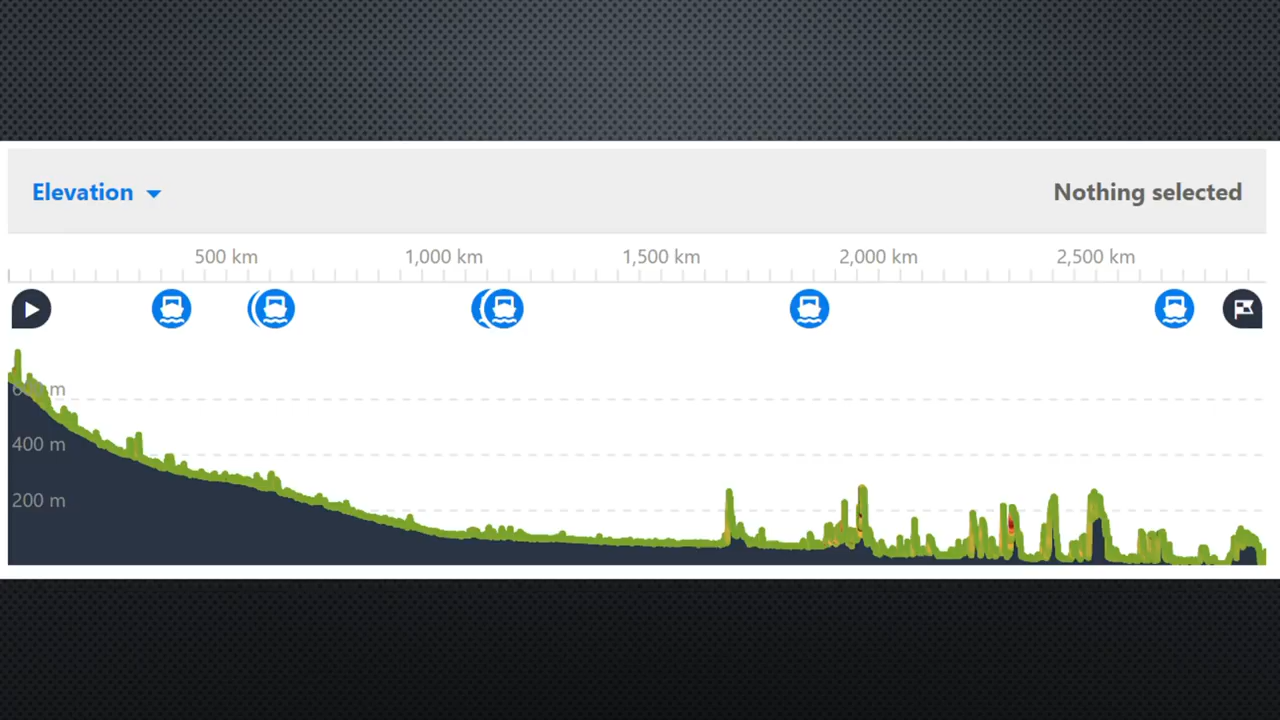 Elevation
Nothing selected
500 km
1,000 km
1,500 km
2,000 km
2,500 km
400 m
200 m